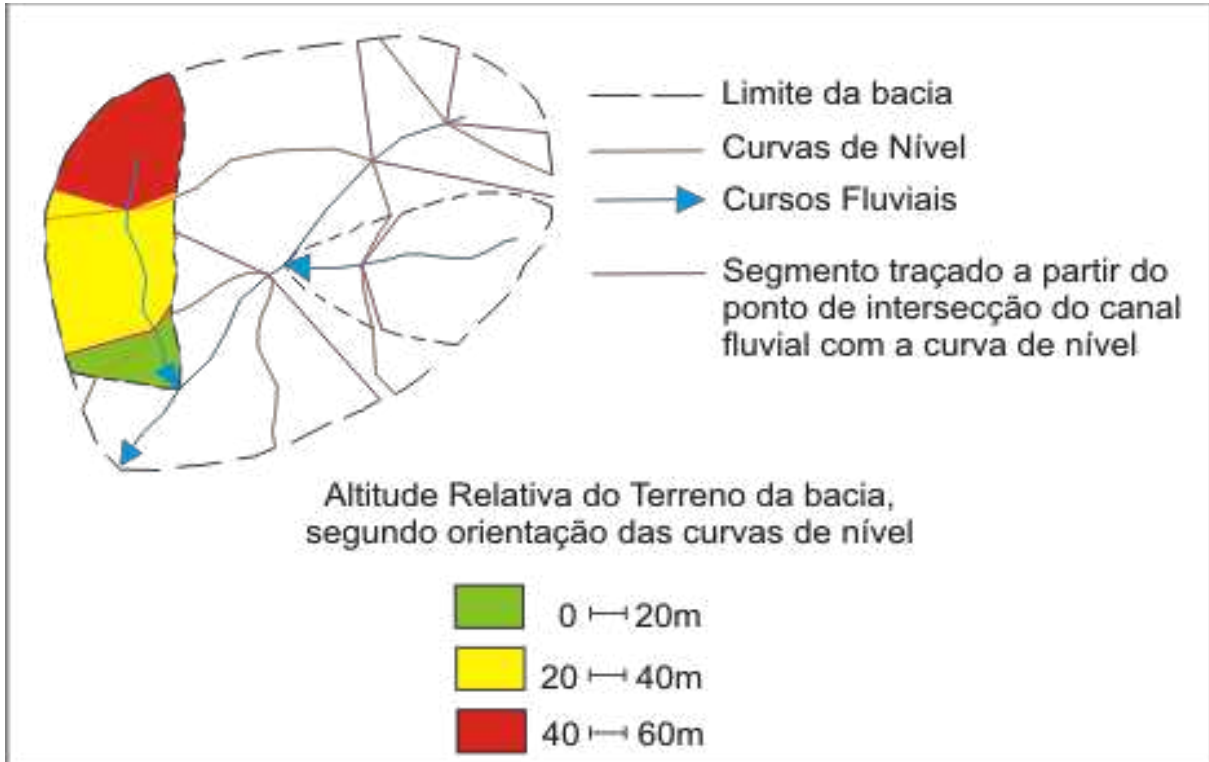 Limite da bacia
Curvas de Nível
Cursos Fluviais
Segmento traçado a partir do
ponto de intersecção do canal
fluvial com a curva de nível
Altitude Relativa do Terreno da bacia,
segundo orientação das curvas de nível
0 ⊢⊣ 20m
20 ⊢⊣ 40m
40 ⊢⊣ 60m